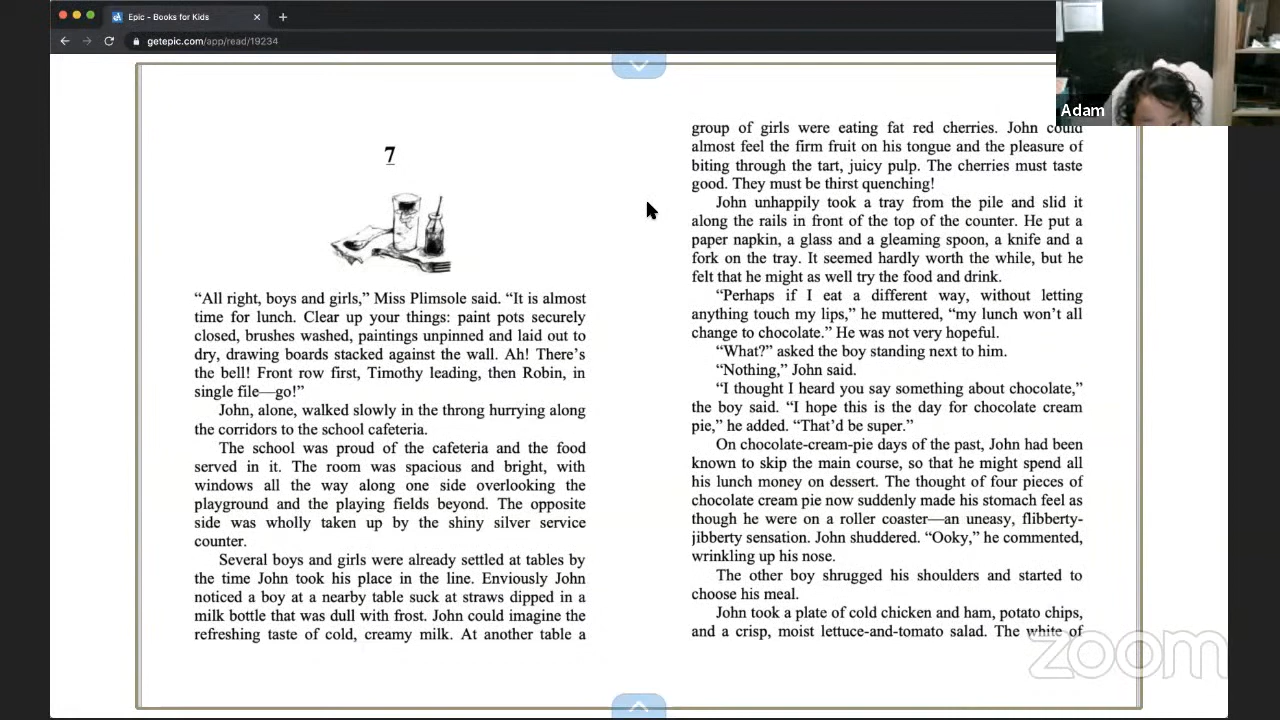 Epic - Books for Kids
getepic.com/app/read/19234
Adam
7
“All right, boys and girls,” Miss Plimsole said. “It is almost
time for lunch. Clear up your things: paint pots securely
closed, brushes washed, paintings unpinned and laid out to
dry, drawing boards stacked against the wall. Ah! There’s
the bell! Front row first, Timothy leading, then Robin, in
single file—go!”
John, alone, walked slowly in the throng hurrying along
the corridors to the school cafeteria.
The school was proud of the cafeteria and the food
served in it. The room was spacious and bright, with
windows all the way along one side overlooking the
playground and the playing fields beyond. The opposite
side was wholly taken up by the shiny silver service
counter.
Several boys and girls were already settled at tables by
the time John took his place in the line. Enviously John
noticed a boy at a nearby table suck at straws dipped in a
milk bottle that was dull with frost. John could imagine the
refreshing taste of cold, creamy milk. At another table a
group of girls were eating fat red cherries. John could
almost feel the firm fruit on his tongue and the pleasure of
biting through the tart, juicy pulp. The cherries must taste
good. They must be thirst quenching!
John unhappily took a tray from the pile and slid it
along the rails in front of the top of the counter. He put a
paper napkin, a glass and a gleaming spoon, a knife and a
fork on the tray. It seemed hardly worth the while, but he
felt that he might as well try the food and drink.
“Perhaps if I eat a different way, without letting
anything touch my lips,” he muttered, “my lunch won’t all
change to chocolate.” He was not very hopeful.
“What?” asked the boy standing next to him.
“Nothing,” John said.
“I thought I heard you say something about chocolate,”
the boy said. “I hope this is the day for chocolate cream
pie,” he added. “That’d be super.”
On chocolate-cream-pie days of the past, John had been
known to skip the main course, so that he might spend all
his lunch money on dessert. The thought of four pieces of
chocolate cream pie now suddenly made his stomach feel as
though he were on a roller coaster—an uneasy, flibberty-
jibberty sensation. John shuddered. “Ooky,” he commented,
wrinkling up his nose.
The other boy shrugged his shoulders and started to
choose his meal.
John took a plate of cold chicken and ham, potato chips,
and a crisp, moist lettuce-and-tomato salad. The white of
zoom